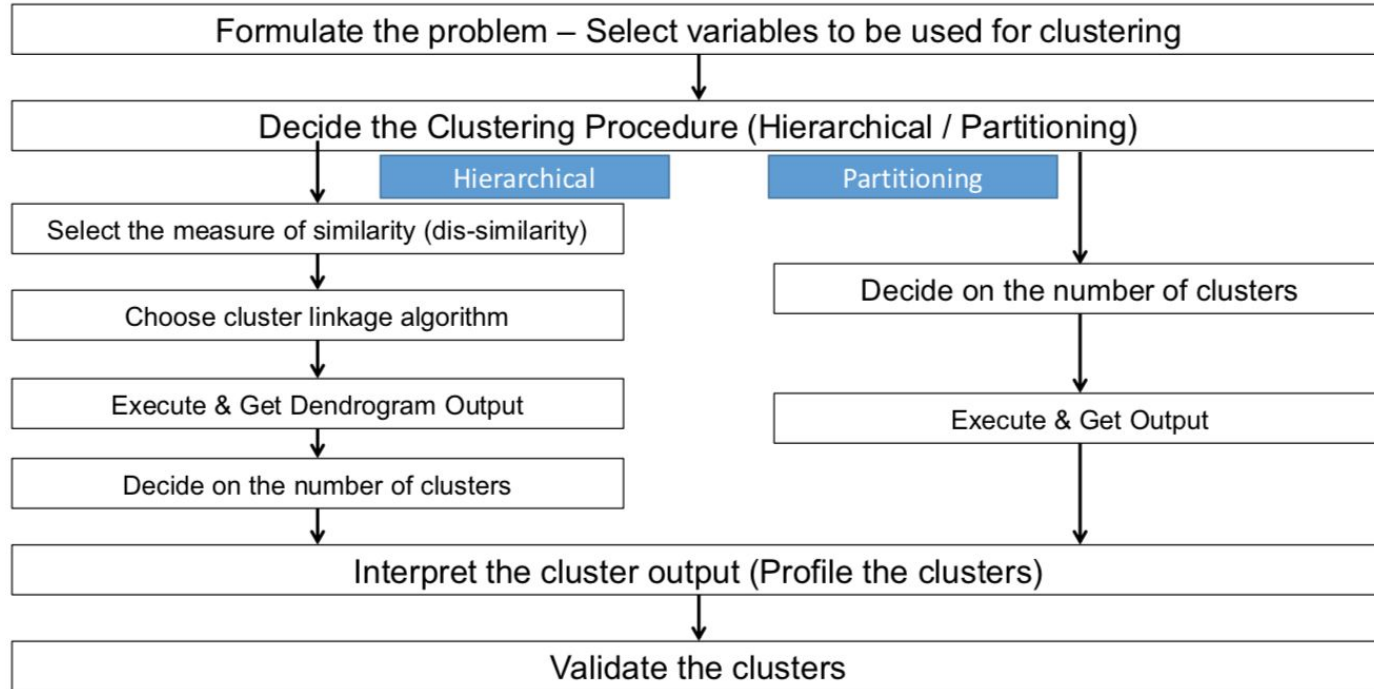 Formulate the problem – Select variables to be used for clustering
Decide the Clustering Procedure (Hierarchical / Partitioning)
Hierarchical
Partitioning
Select the measure of similarity (dis-similarity)
Choose cluster linkage algorithm
Execute & Get Dendrogram Output
Decide on the number of clusters
Decide on the number of clusters
Execute & Get Output
Interpret the cluster output (Profile the clusters)
Validate the clusters